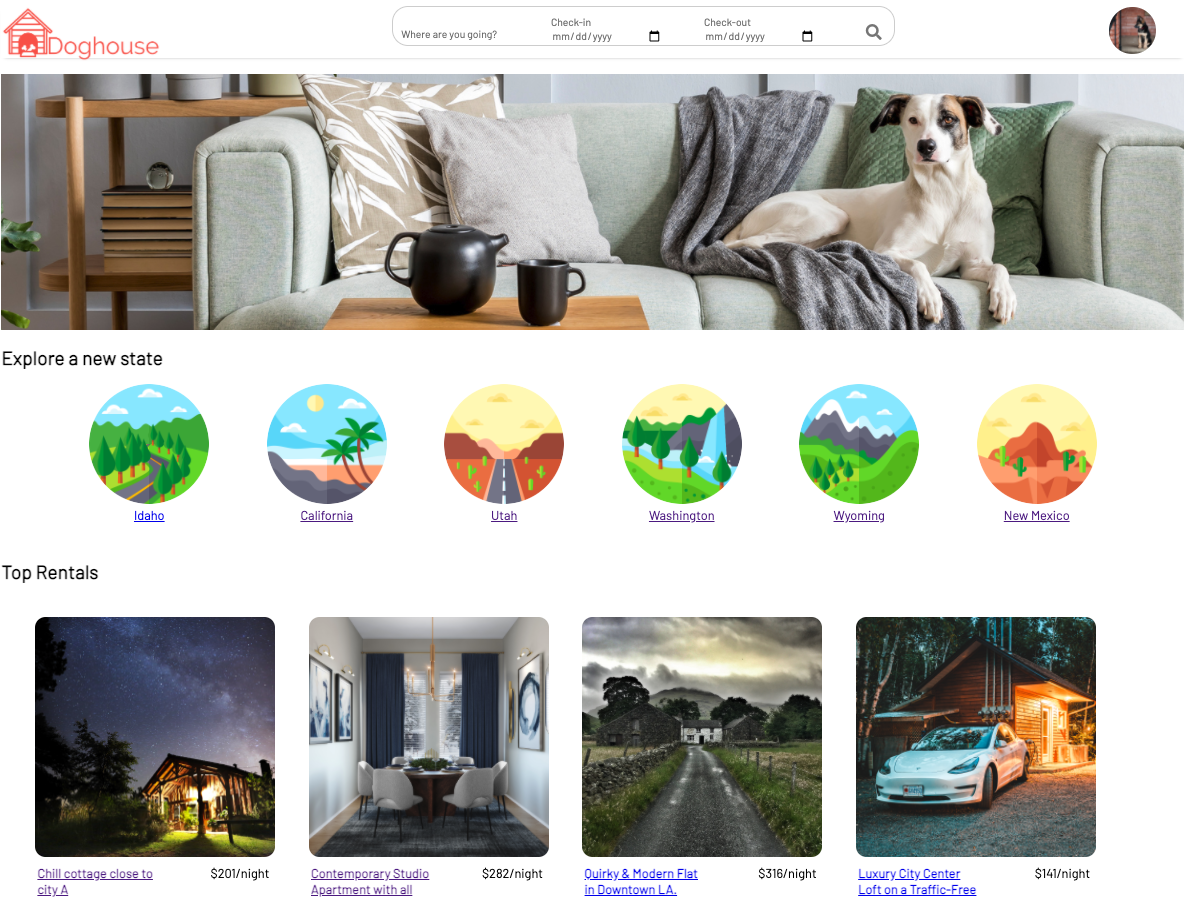 Doghouse
Where are you going?
Check-in
mm/dd/yyyy
Check-out
mm/dd/yyyy
Explore a new state
Idaho
California
Utah
Washington
Wyoming
New Mexico
Top Rentals
Chill cottage close to
city A
$201/night
Contemporary Studio
Apartment with all
$282/night
Quirky & Modern Flat
in Downtown LA.
$316/night
Luxury City Center
Loft on a Traffic-Free
$141/night